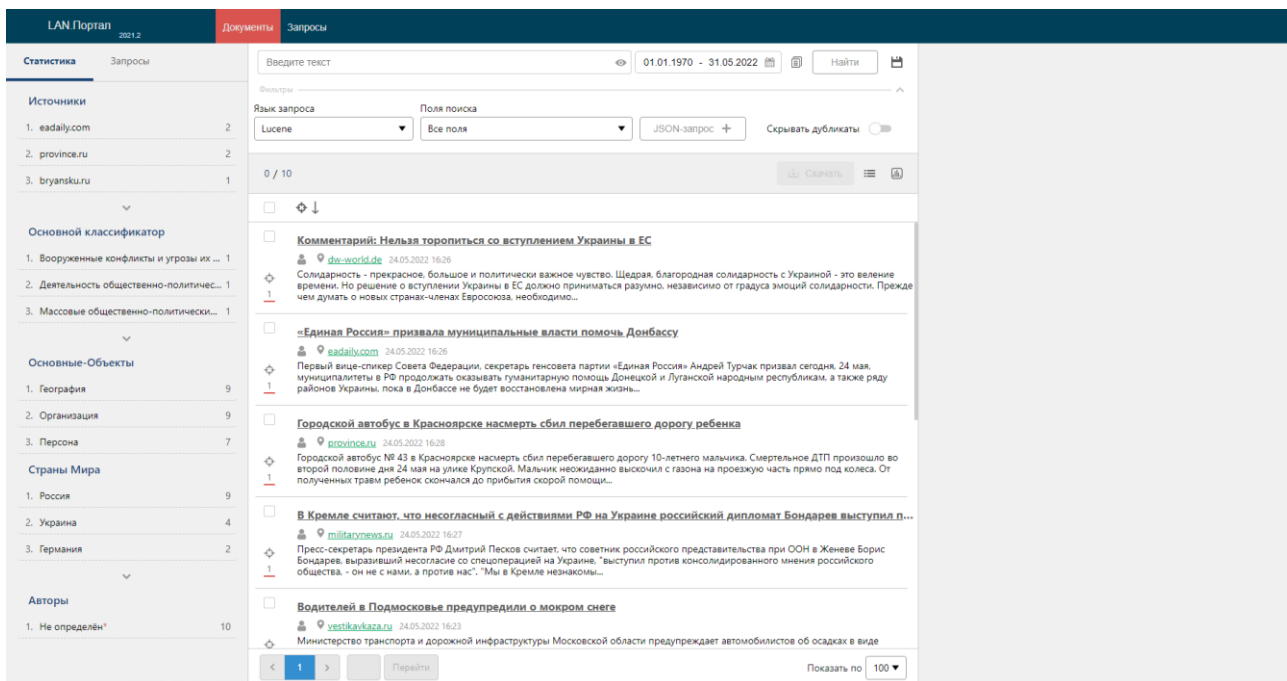 LAN.Портал
2021.2
Документы
Запросы
Статистика
Запросы
Источники
1. eadaily.com 2
2. province.ru 2
3. bryansku.ru 1
Основной классификатор
1. Вооруженные конфликты и угрозы их ... 1
2. Деятельность общественно-политичес... 1
3. Массовые общественно-политически... 1
Основные-Объекты
1. География 9
2. Организация 9
3. Персона 7
Страны Мира
1. Россия 9
2. Украина 4
3. Германия 2
Авторы
1. Не определён* 10
Введите текст
01.01.1970 - 31.05.2022
Найти
Фильтры
Язык запроса
Поля поиска
Lucene
Все поля
JSON-запрос +
Скрывать дубликаты
0 / 10
Скачать
Комментарий: Нельзя торопиться со вступлением Украины в ЕС
dw-world.de 24.05.2022 16:26
Солидарность - прекрасное, большое и политически важное чувство. Щедрая, благородная солидарность с Украиной - это веление
времени. Но решение о вступлении Украины в ЕС должно приниматься разумно, независимо от градуса эмоций солидарности. Прежде
1
чем думать о новых странах-членах Евросоюза, необходимо...
«Единая Россия» призвала муниципальные власти помочь Донбассу
eadaily.com 24.05.2022 16:26
Первый вице-спикер Совета Федерации, секретарь генсовета партии «Единая Россия» Андрей Турчак призвал сегодня, 24 мая,
муниципалитеты в РФ продолжать оказывать гуманитарную помощь Донецкой и Луганской народным республикам, а также ряду
1
районов Украины, пока в Донбассе не будет восстановлена мирная жизнь...
Городской автобус в Красноярске насмерть сбил перебегавшего дорогу ребенка
province.ru 24.05.2022 16:28
Городской автобус № 43 в Красноярске насмерть сбил перебегавшего дорогу 10-летнего мальчика. Смертельное ДТП произошло во
второй половине дня 24 мая на улике Крупской. Мальчик неожиданно выскочил с газона на проезжую часть прямо под колеса. От
1
полученных травм ребенок скончался до прибытия скорой помощи...
В Кремле считают, что несогласный с действиями РФ на Украине российский дипломат Бондарев выступил п...
militarynews.ru 24.05.2022 16:27
Пресс-секретарь президента РФ Дмитрий Песков считает, что советник российского представительства при ООН в Женеве Борис
Бондарев, выразивший несогласие со спецоперацией на Украине, "выступил против консолидированного мнения российского
1
общества, - он не с нами, а против нас". "Мы в Кремле незнакомы...
Водителей в Подмосковье предупредили о мокром снеге
vestikavkaza.ru 24.05.2022 16:23
Министерство транспорта и дорожной инфраструктуры Московской области предупреждает автомобилистов об осадках в виде
< 1 > Перейти
Показать по 100